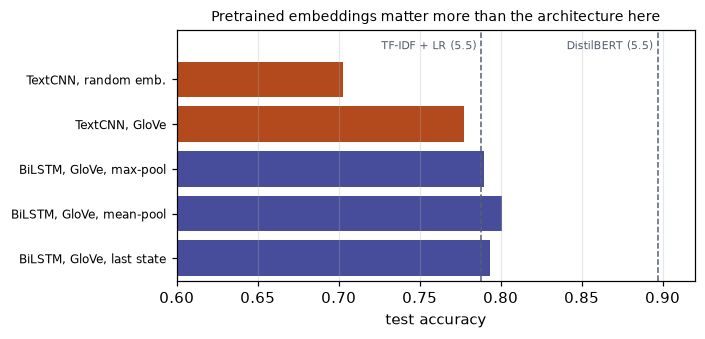 Pretrained embeddings matter more than the architecture here
TF-IDF + LR (5.5)
DistilBERT (5.5)
TextCNN, random emb.
TextCNN, GloVe
BiLSTM, GloVe, max-pool
BiLSTM, GloVe, mean-pool
BiLSTM, GloVe, last state
0.60 0.65 0.70 0.75 0.80 0.85 0.90
test accuracy